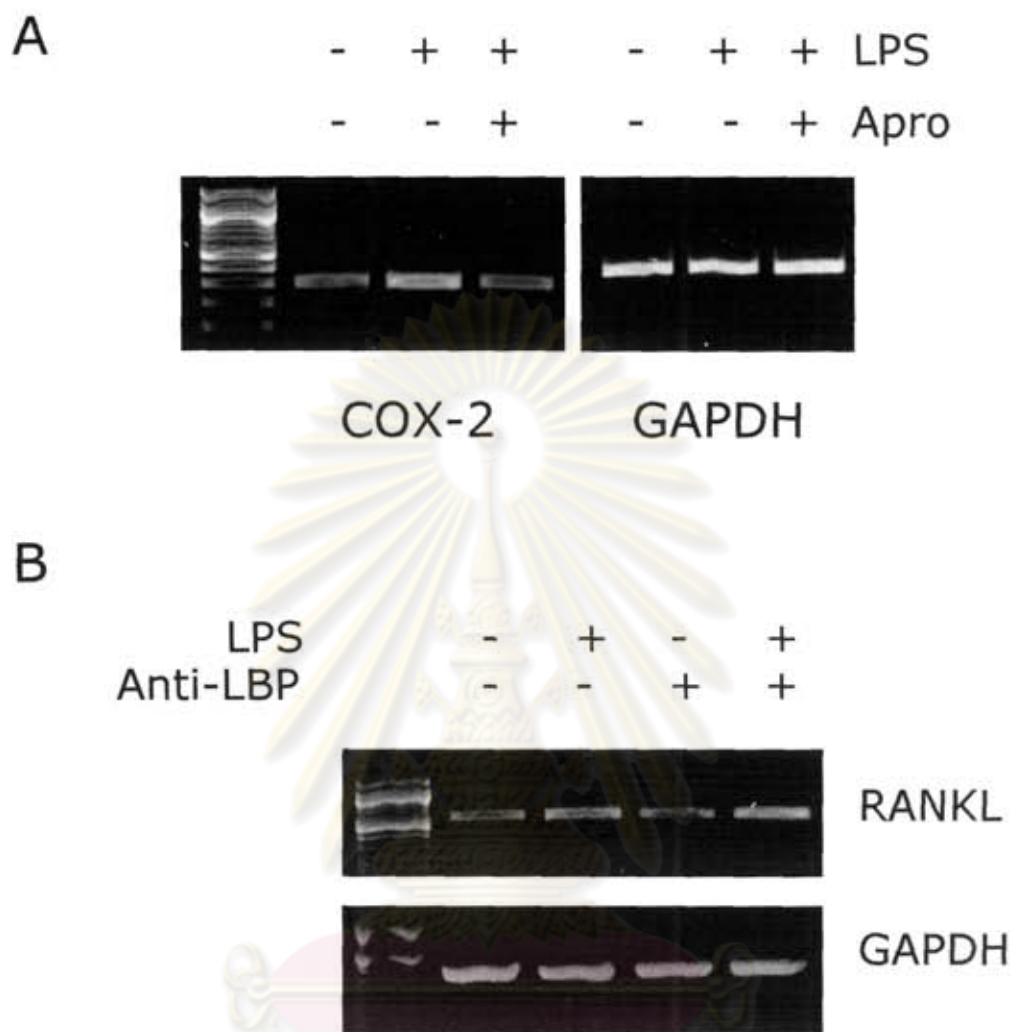 A
- + + - + + LPS
- - + - - + Apro
COX-2 GAPDH
B
LPS - + - +
Anti-LBP - - + +
RANKL
GAPDH